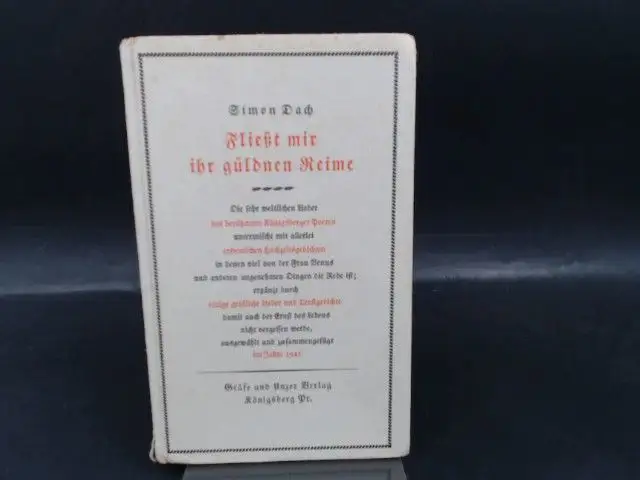 Simon Dach
Fließt mir
ihr güldnen Reime
Die sehr weltlichen Lieder
des berühmten Königsberger Poeten
untermischt mit allerlei
ordentlichen Hochzeitsgedichten
in denen viel von der Frau Venus
und anderen angenehmen Dingen die Rede ist;
ergänzt durch
einige geistliche Lieder und Trostgedichte
damit auch der Ernst des Lebens
nicht vergessen werde,
ausgewählt und zusammengefügt
im Jahre 1941
Gräfe und Unzer Verlag
Königsberg Pr.